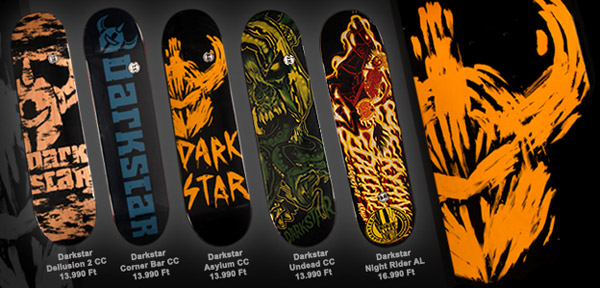 DARK
STAR
Darkstar
DARK
STAR
DARKSTAR
Darkstar
Dellusion 2 CC
13.990 Ft
Darkstar
Corner Bar CC
13.990 Ft
Darkstar
Asylum CC
13.990 Ft
Darkstar
Undead CC
13.990 Ft
Darkstar
Night Rider AL
16.990 Ft